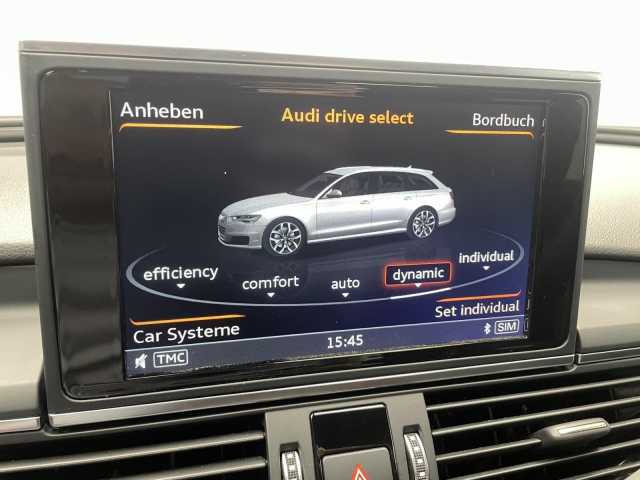 Anheben
Audi drive select
Bordbuch
efficiency
comfort
auto
dynamic
individual
Car Systeme
Set individual
TMC
15:45
SIM